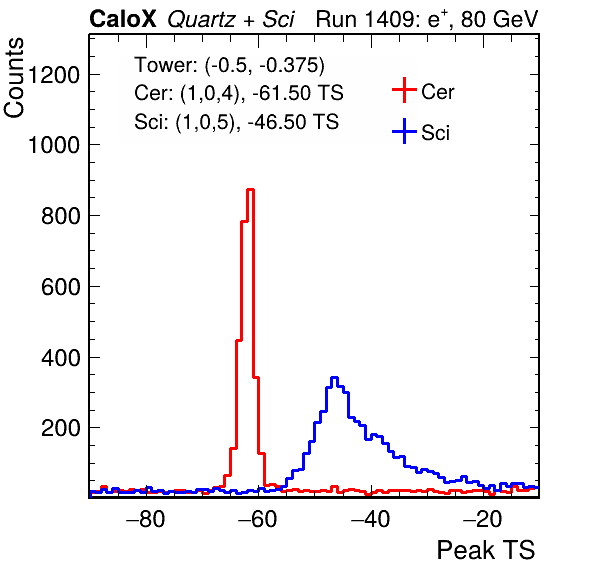 CaloX Quartz + Sci Run 1409: e⁺, 80 GeV
Counts
Tower: (-0.5, -0.375)
Cer: (1,0,4), -61.50 TS
Sci: (1,0,5), -46.50 TS
Cer
Sci
1200
1000
800
600
400
200
−80 −60 −40 −20
Peak TS